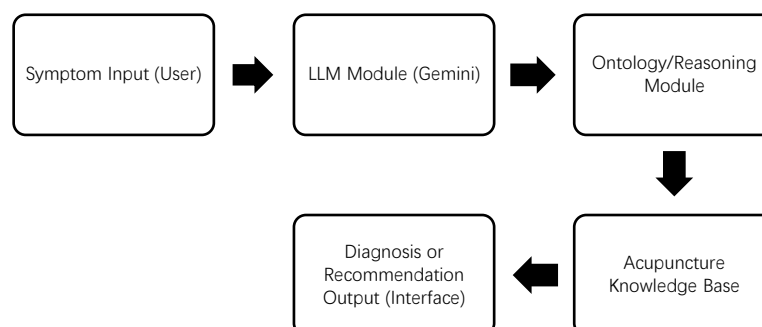 Symptom Input (User)
LLM Module (Gemini)
Ontology/Reasoning
Module
Acupuncture
Knowledge Base
Diagnosis or
Recommendation
Output (Interface)